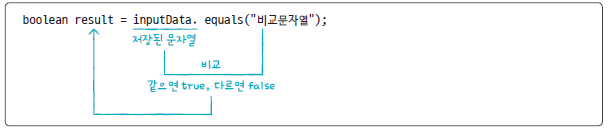 boolean result = inputData. equals("비교문자열");
저장된 문자열
비교
같으면 true, 다르면 false